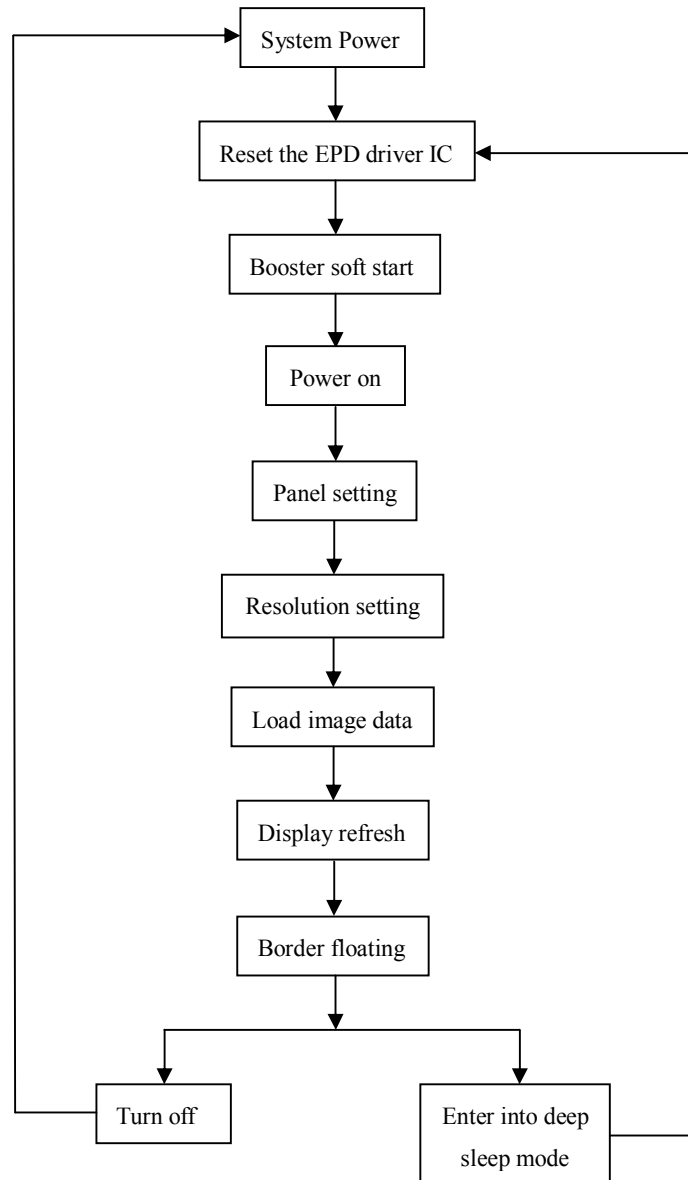 System Power
Reset the EPD driver IC
Booster soft start
Power on
Panel setting
Resolution setting
Load image data
Display refresh
Border floating
Turn off
Enter into deep
sleep mode